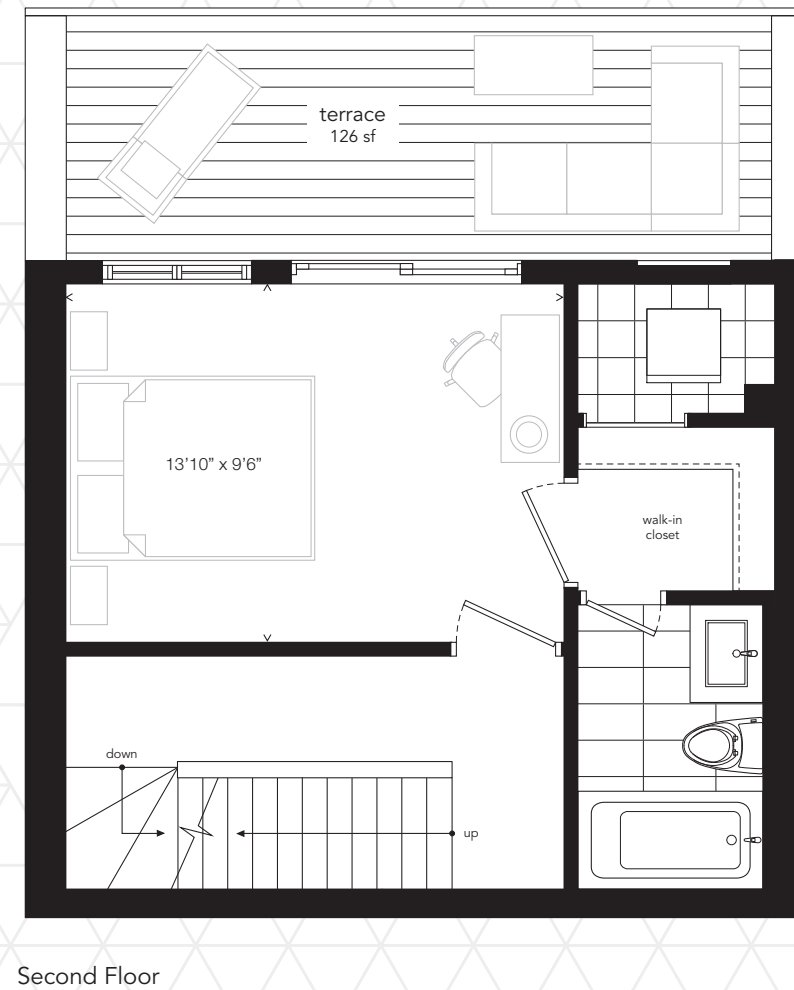 terrace
126 sf
13’10” x 9’6”
walk-in
closet
down
up
Second Floor